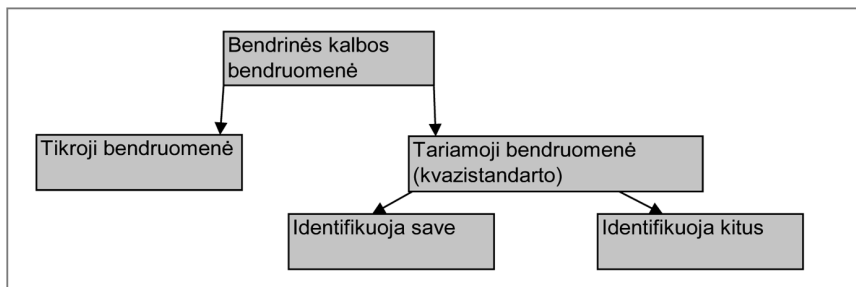 Bendrinės kalbos
bendruomenė
Tikroji bendruomenė
Tariamoji bendruomenė
(kvazistandarto)
Identifikuoja save
Identifikuoja kitus